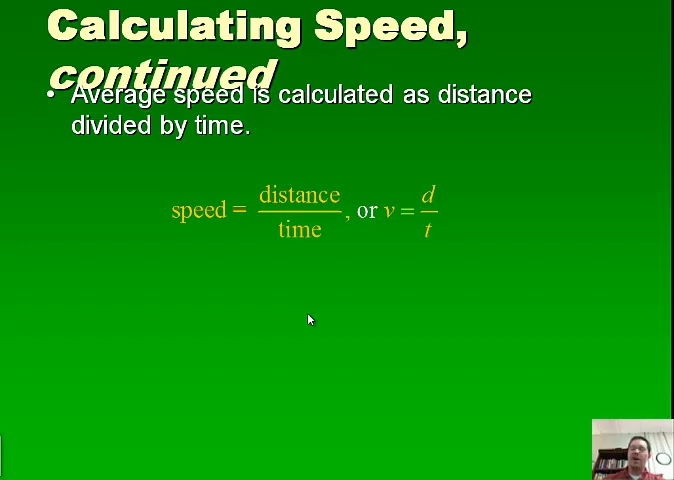 Calculating Speed,
continued
• Average speed is calculated as distance
divided by time.
speed = distance / time, or v = d / t